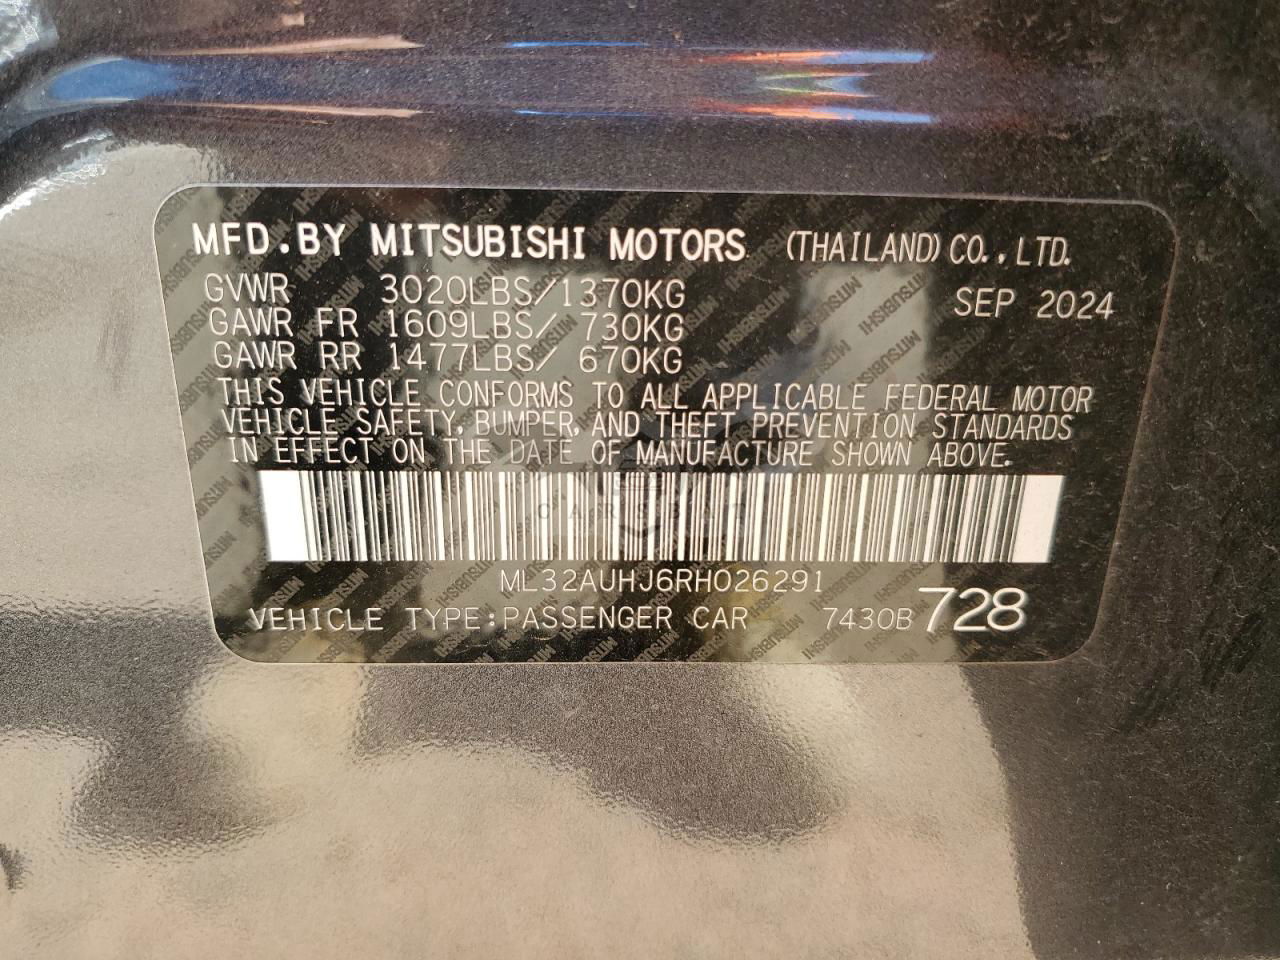 MFD.BY MITSUBISHI MOTORS (THAILAND) CO.,LTD.
GVWR 3020LBS/1370KG SEP 2024
GAWR FR 1609LBS/ 730KG
GAWR RR 1477LBS/ 670KG
THIS VEHICLE CONFORMS TO ALL APPLICABLE FEDERAL MOTOR
VEHICLE SAFETY, BUMPER, AND THEFT PREVENTION STANDARDS
IN EFFECT ON THE DATE OF MANUFACTURE SHOWN ABOVE.
ML32AUHJ6RH026291
VEHICLE TYPE:PASSENGER CAR 7430B 728